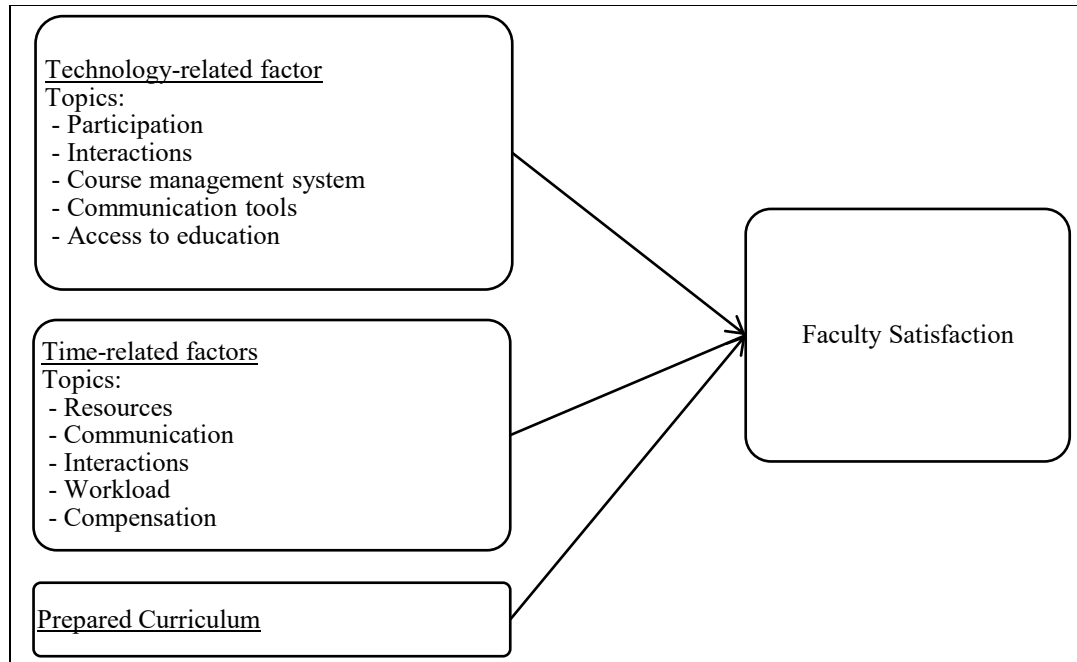 Technology-related factor
Topics:
- Participation
- Interactions
- Course management system
- Communication tools
- Access to education
Time-related factors
Topics:
- Resources
- Communication
- Interactions
- Workload
- Compensation
Prepared Curriculum
Faculty Satisfaction